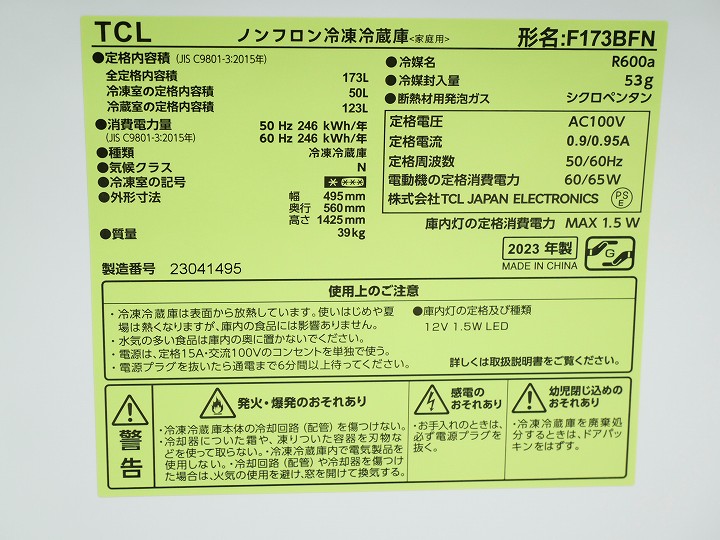 TCL ノンフロン冷凍冷蔵庫<家庭用> 形名:F173BFN
●定格内容積 (JIS C9801-3:2015年)
全定格内容積 173L
冷凍室の定格内容積 50L
冷蔵室の定格内容積 123L
●消費電力量 50 Hz 246 kWh/年
(JIS C9801-3:2015年) 60 Hz 246 kWh/年
●種類 冷凍冷蔵庫
●気候クラス N
●冷凍室の記号
●外形寸法 幅 495mm
奥行 560mm
高さ 1425mm
●質量 39kg
製造番号 23041495
●冷媒名 R600a
●冷媒封入量 53g
●断熱材用発泡ガス シクロペンタン
定格電圧 AC100V
定格電流 0.9/0.95A
定格周波数 50/60Hz
電動機の定格消費電力 60/65W
株式会社TCL JAPAN ELECTRONICS PS E
庫内灯の定格消費電力 MAX 1.5 W
2023 年製
MADE IN CHINA
G
使用上のご注意
・冷凍冷蔵庫は表面から放熱しています。使いはじめや夏
場は熱くなりますが、庫内の食品には影響ありません。
・水気の多い食品は庫内の奥に置かないでください。
・電源は、定格15A・交流100Vのコンセントを単独で使う。
・電源プラグを抜いたら通電まで6分間以上待ってください。
●庫内灯の定格及び種類
12V 1.5W LED
詳しくは取扱説明書をご覧ください。
警告
発火・爆発のおそれあり
・冷凍冷蔵庫本体の冷却回路(配管)を傷つけない。
・冷却器についた霜や、凍りついた容器を刃物な
どを使って取らない。・冷凍冷蔵庫内で電気製品を
使用しない。・冷却回路(配管)や冷却器を傷つけ
た場合は、火気の使用を避け、窓を開けて換気する。
感電の
おそれあり
・お手入れのときは、
必ず電源プラグを
抜く。
幼児閉じ込めの
おそれあり
・冷凍冷蔵庫を廃棄処
分するときは、ドアパッ
キンをはずす。